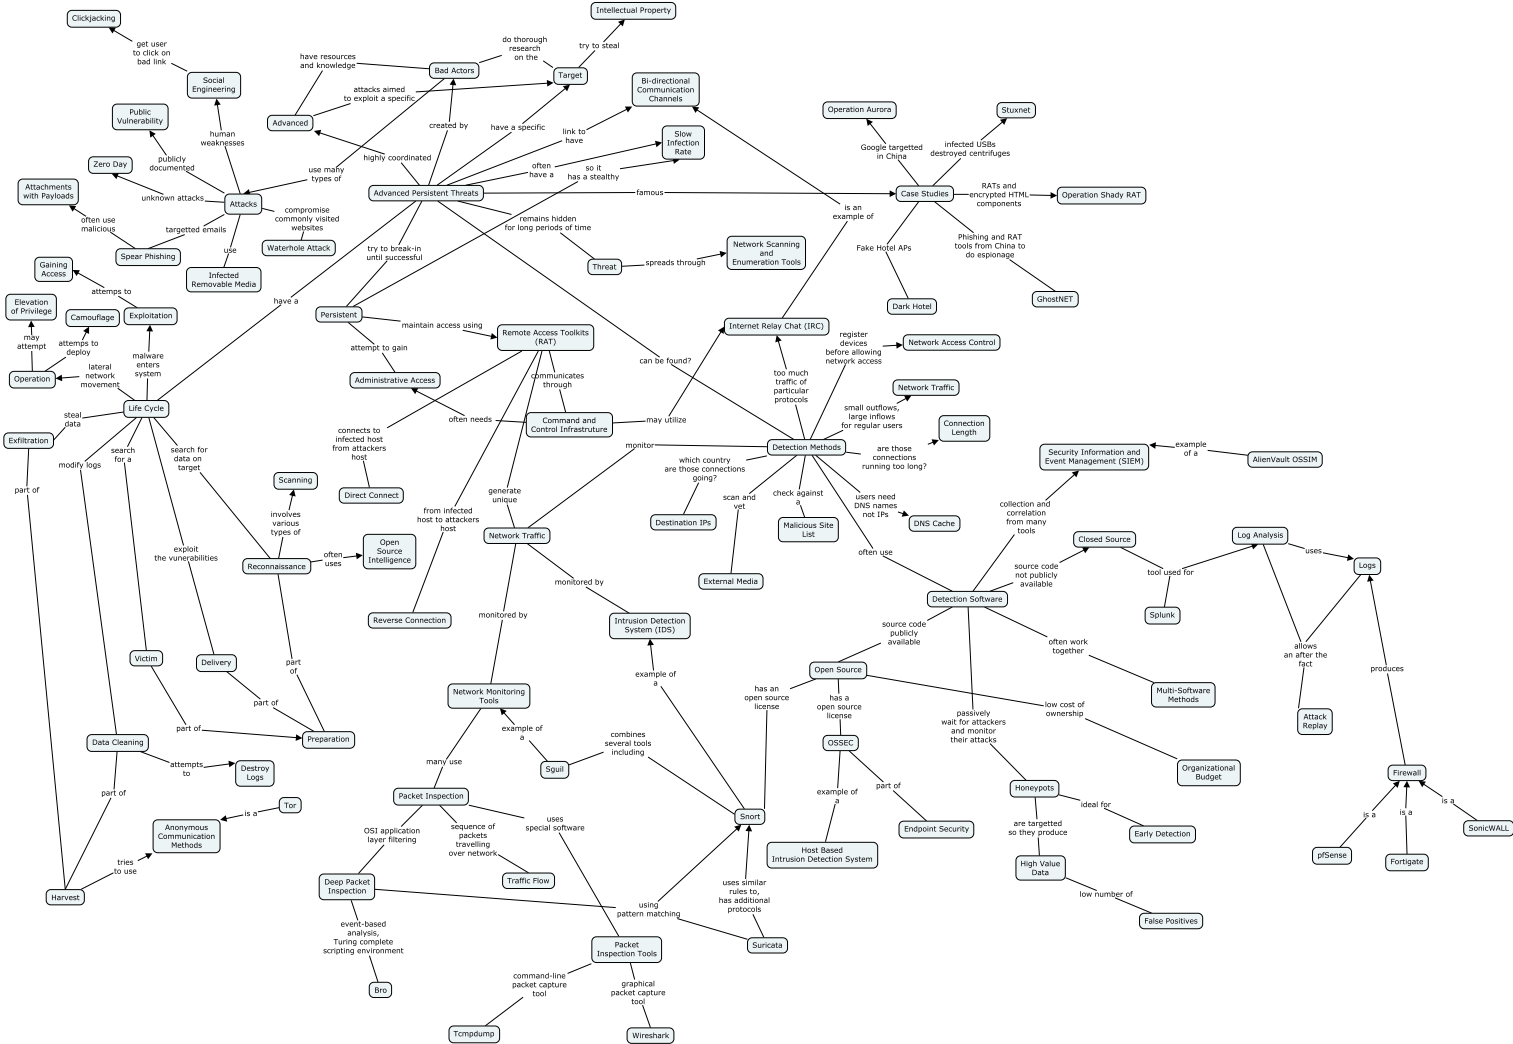 Clickjacking
Intellectual Property
get user
to click on
bad link
do thorough
research
on the
try to steal
have resources
and knowledge
Bad Actors
Target
Social
Engineering
attacks aimed
to exploit a specific
Bi-directional
Communication
Channels
Operation Aurora
Stuxnet
Public
Vulnerability
Advanced
created by
have a specific
link to
have
Slow
Infection
Rate
human
weaknesses
Google targetted
in China
infected USBs
destroyed centrifuges
publicly
documented
Zero Day
highly coordinated
use many
types of
often
have a
so it
has a stealthy
Attachments
with Payloads
unknown attacks
Attacks
Advanced Persistent Threats
famous
Case Studies
RATs and
encrypted HTML
components
Operation Shady RAT
often use
malicious
targetted emails
compromise
commonly visited
websites
remains hidden
for long periods of time
is an
example of
Spear Phishing
use
Waterhole Attack
try to break-in
until successful
Network Scanning
and
Enumeration Tools
Fake Hotel APs
Phishing and RAT
tools from China to
do espionage
Gaining
Access
Infected
Removable Media
Threat
spreads through
attemps to
have a
Dark Hotel
GhostNET
Elevation
of Privilege
Camouflage
Exploitation
Persistent
maintain access using
Remote Access Toolkits
(RAT)
Internet Relay Chat (IRC)
register
devices
before allowing
network access
Network Access Control
may
attempt
attemps to
deploy
malware
enters
system
attempt to gain
can be found?
Operation
lateral
network
movement
Administrative Access
communicates
through
too much
traffic of
particular
protocols
Network Traffic
Life Cycle
steal
data
often needs
Command and
Control Infrastruture
may utilize
small outflows,
large inflows
for regular users
Connection
Length
Exfiltration
search
for a
search for
data on
target
connects to
infected host
from attackers
host
monitor
Detection Methods
are those
connections
running too long?
Security Information and
Event Management (SIEM)
example
of a
AlienVault OSSIM
modify logs
part of
Scanning
Direct Connect
generate
unique
which country
are those connections
going?
scan and
vet
check against
a
users need
DNS names
not IPs
collection and
correlation
from many
tools
involves
various
types of
from infected
host to attackers
host
Destination IPs
Malicious Site
List
DNS Cache
Network Traffic
Open
Source
Intelligence
exploit
the vunerabilities
often
uses
Reconnaissance
often use
Closed Source
Log Analysis
uses
Logs
monitored by
External Media
source code
not publicly
available
tool used for
Detection Software
Splunk
Reverse Connection
monitored by
Intrusion Detection
System (IDS)
source code
publicly
available
often work
together
allows
an after the
fact
Victim
Delivery
part
of
example of
a
Open Source
produces
Network Monitoring
Tools
has an
open source
license
has a
open source
license
passively
wait for attackers
and monitor
their attacks
low cost of
ownership
Multi-Software
Methods
part of
Attack
Replay
part of
Preparation
example of
a
combines
several tools
including
OSSEC
Data Cleaning
attempts
to
Destroy
Logs
many use
Sguil
Organizational
Budget
Firewall
part of
Packet Inspection
example of
a
part of
Honeypots
ideal for
Tor
is a
is a
is a
is a
Anonymous
Communication
Methods
OSI application
layer filtering
sequence of
packets
travelling
over network
uses
special software
Snort
Endpoint Security
are targetted
so they produce
Early Detection
SonicWALL
Host Based
Intrusion Detection System
pfSense
Fortigate
tries
to use
Traffic Flow
High Value
Data
Harvest
Deep Packet
Inspection
uses similar
rules to,
has additional
protocols
low number of
using
pattern matching
False Positives
event-based
analysis,
Turing complete
scripting environment
Packet
Inspection Tools
Suricata
Bro
command-line
packet capture
tool
graphical
packet capture
tool
Tcmpdump
Wireshark